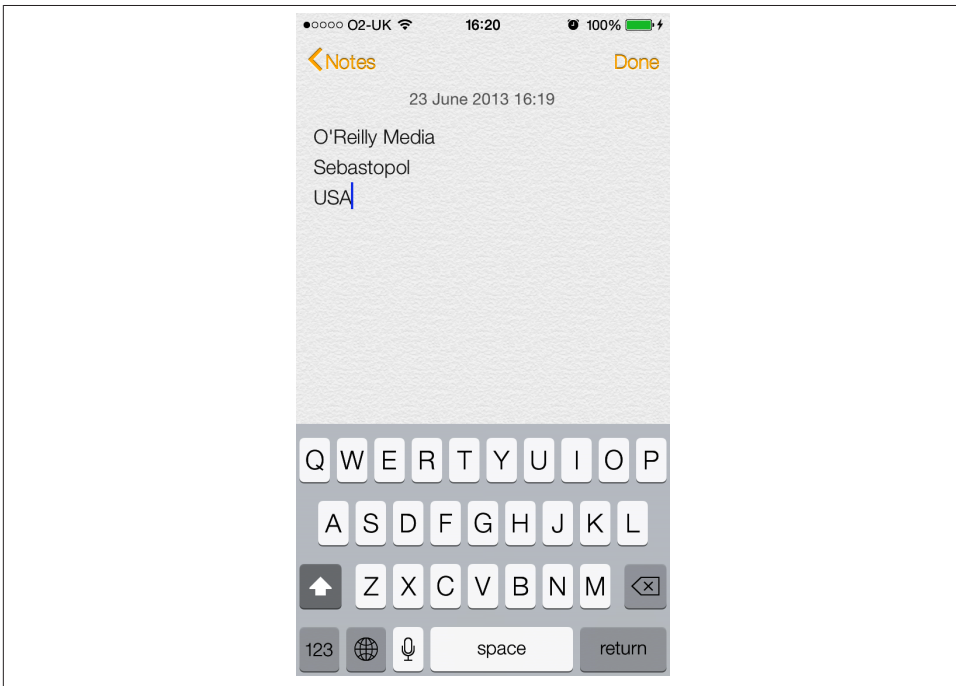 O2-UK 16:20 100%
Notes Done
23 June 2013 16:19
O'Reilly Media
Sebastopol
USA
Q W E R T Y U I O P
A S D F G H J K L
Z X C V B N M
123 space return